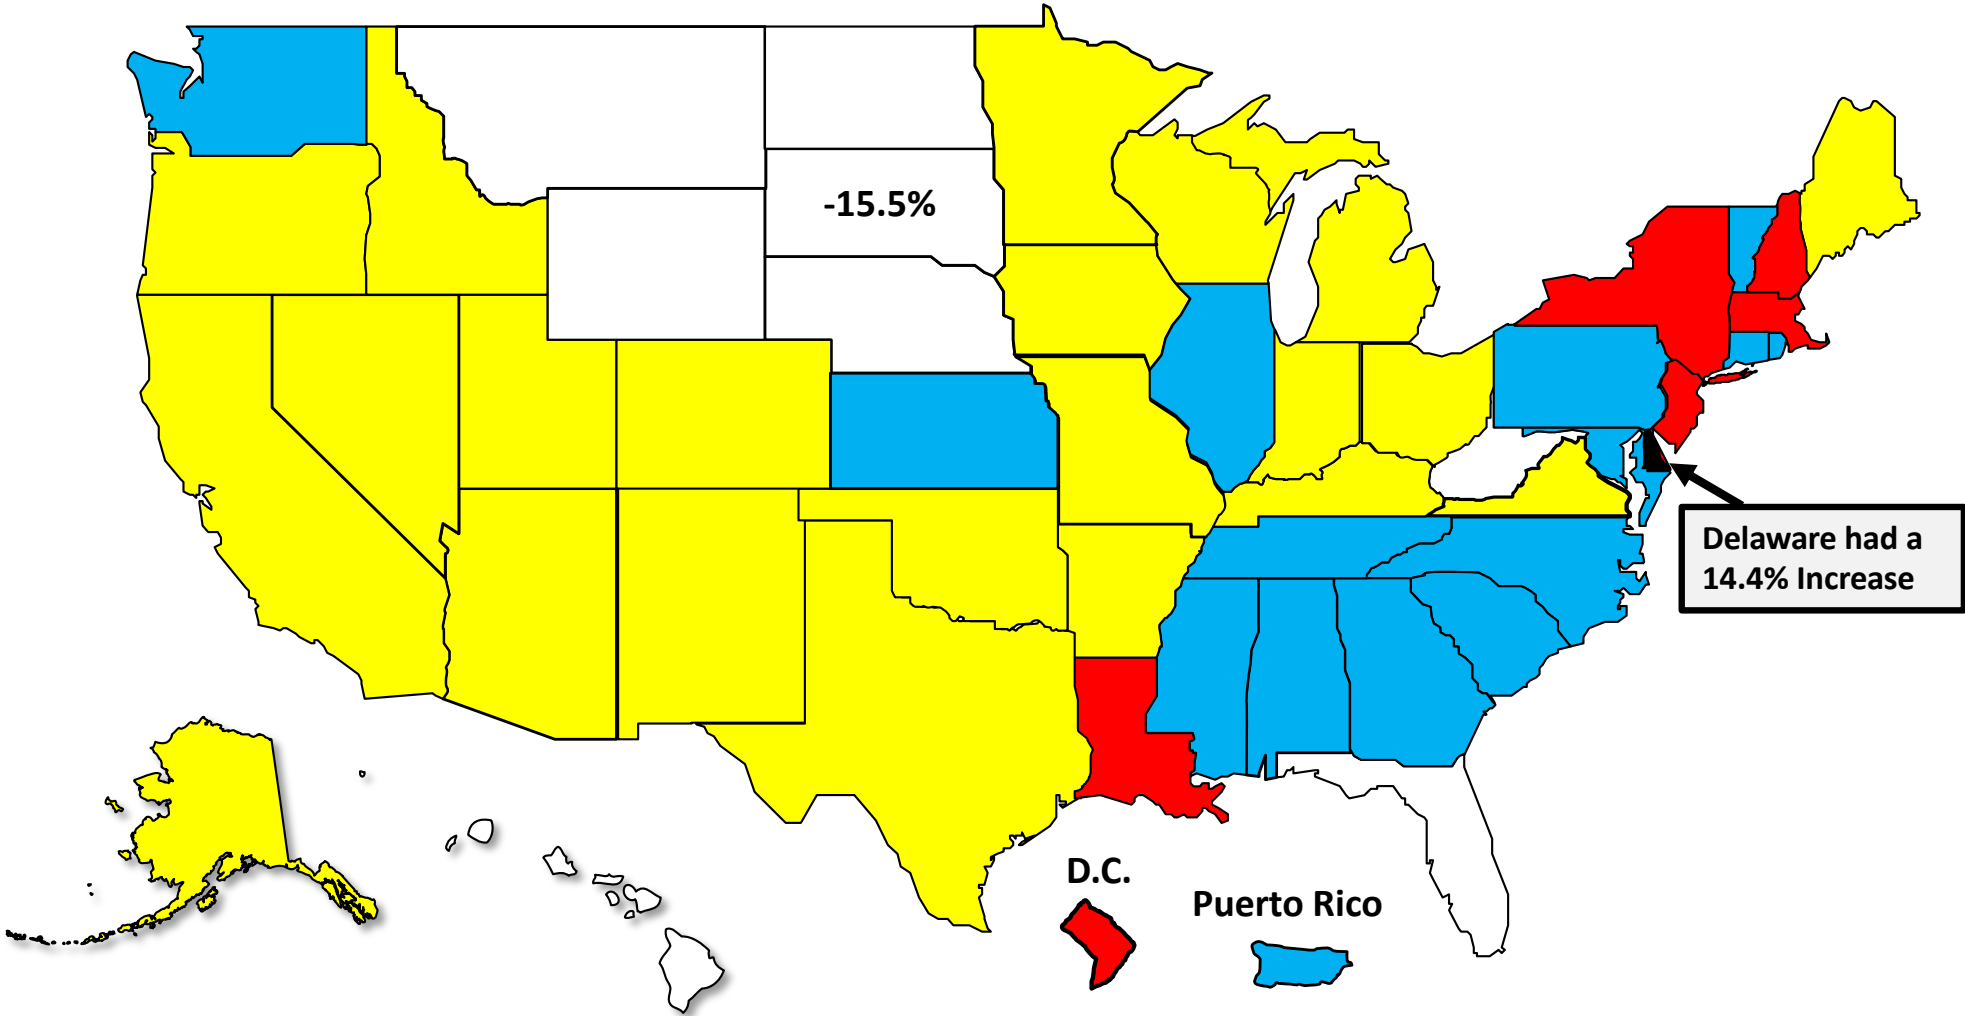 -15.5%
Delaware had a
14.4% Increase
D.C.
Puerto Rico